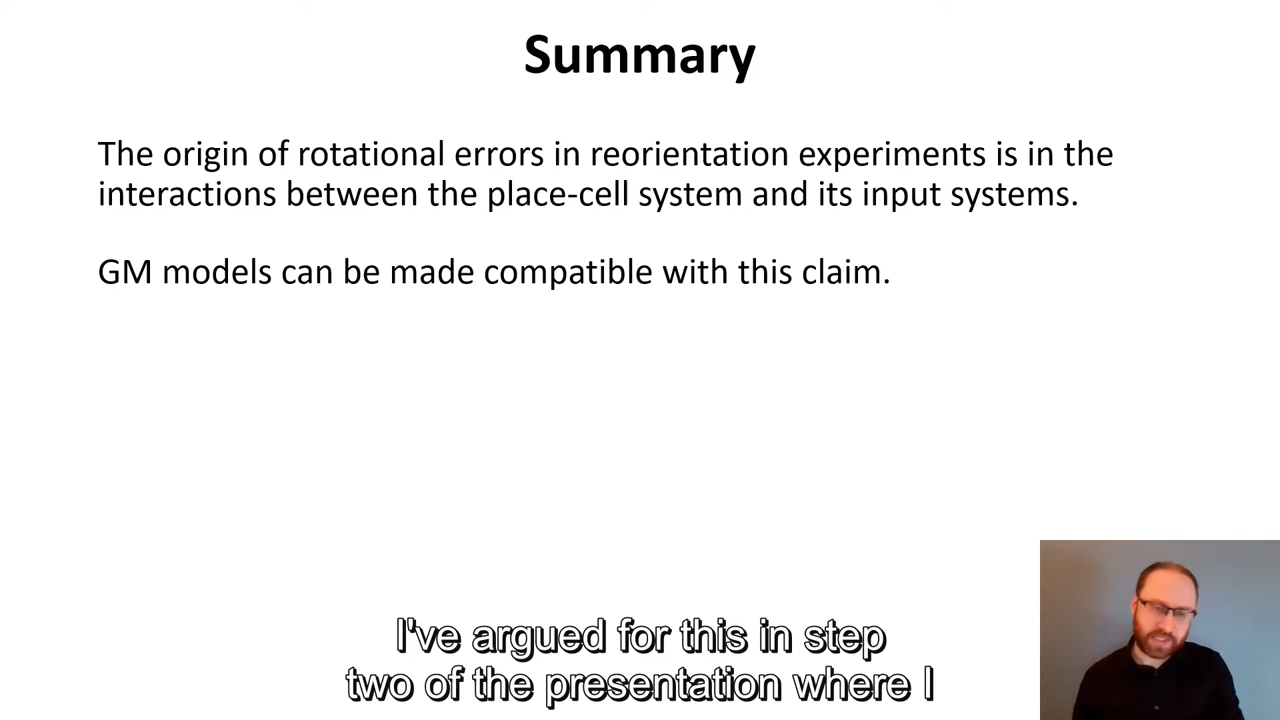 Summary
The origin of rotational errors in reorientation experiments is in the
interactions between the place-cell system and its input systems.
GM models can be made compatible with this claim.
I've argued for this in step
two of the presentation where I